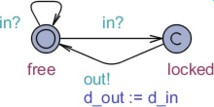 in?
in?
C
free
locked
out!
d_out := d_in